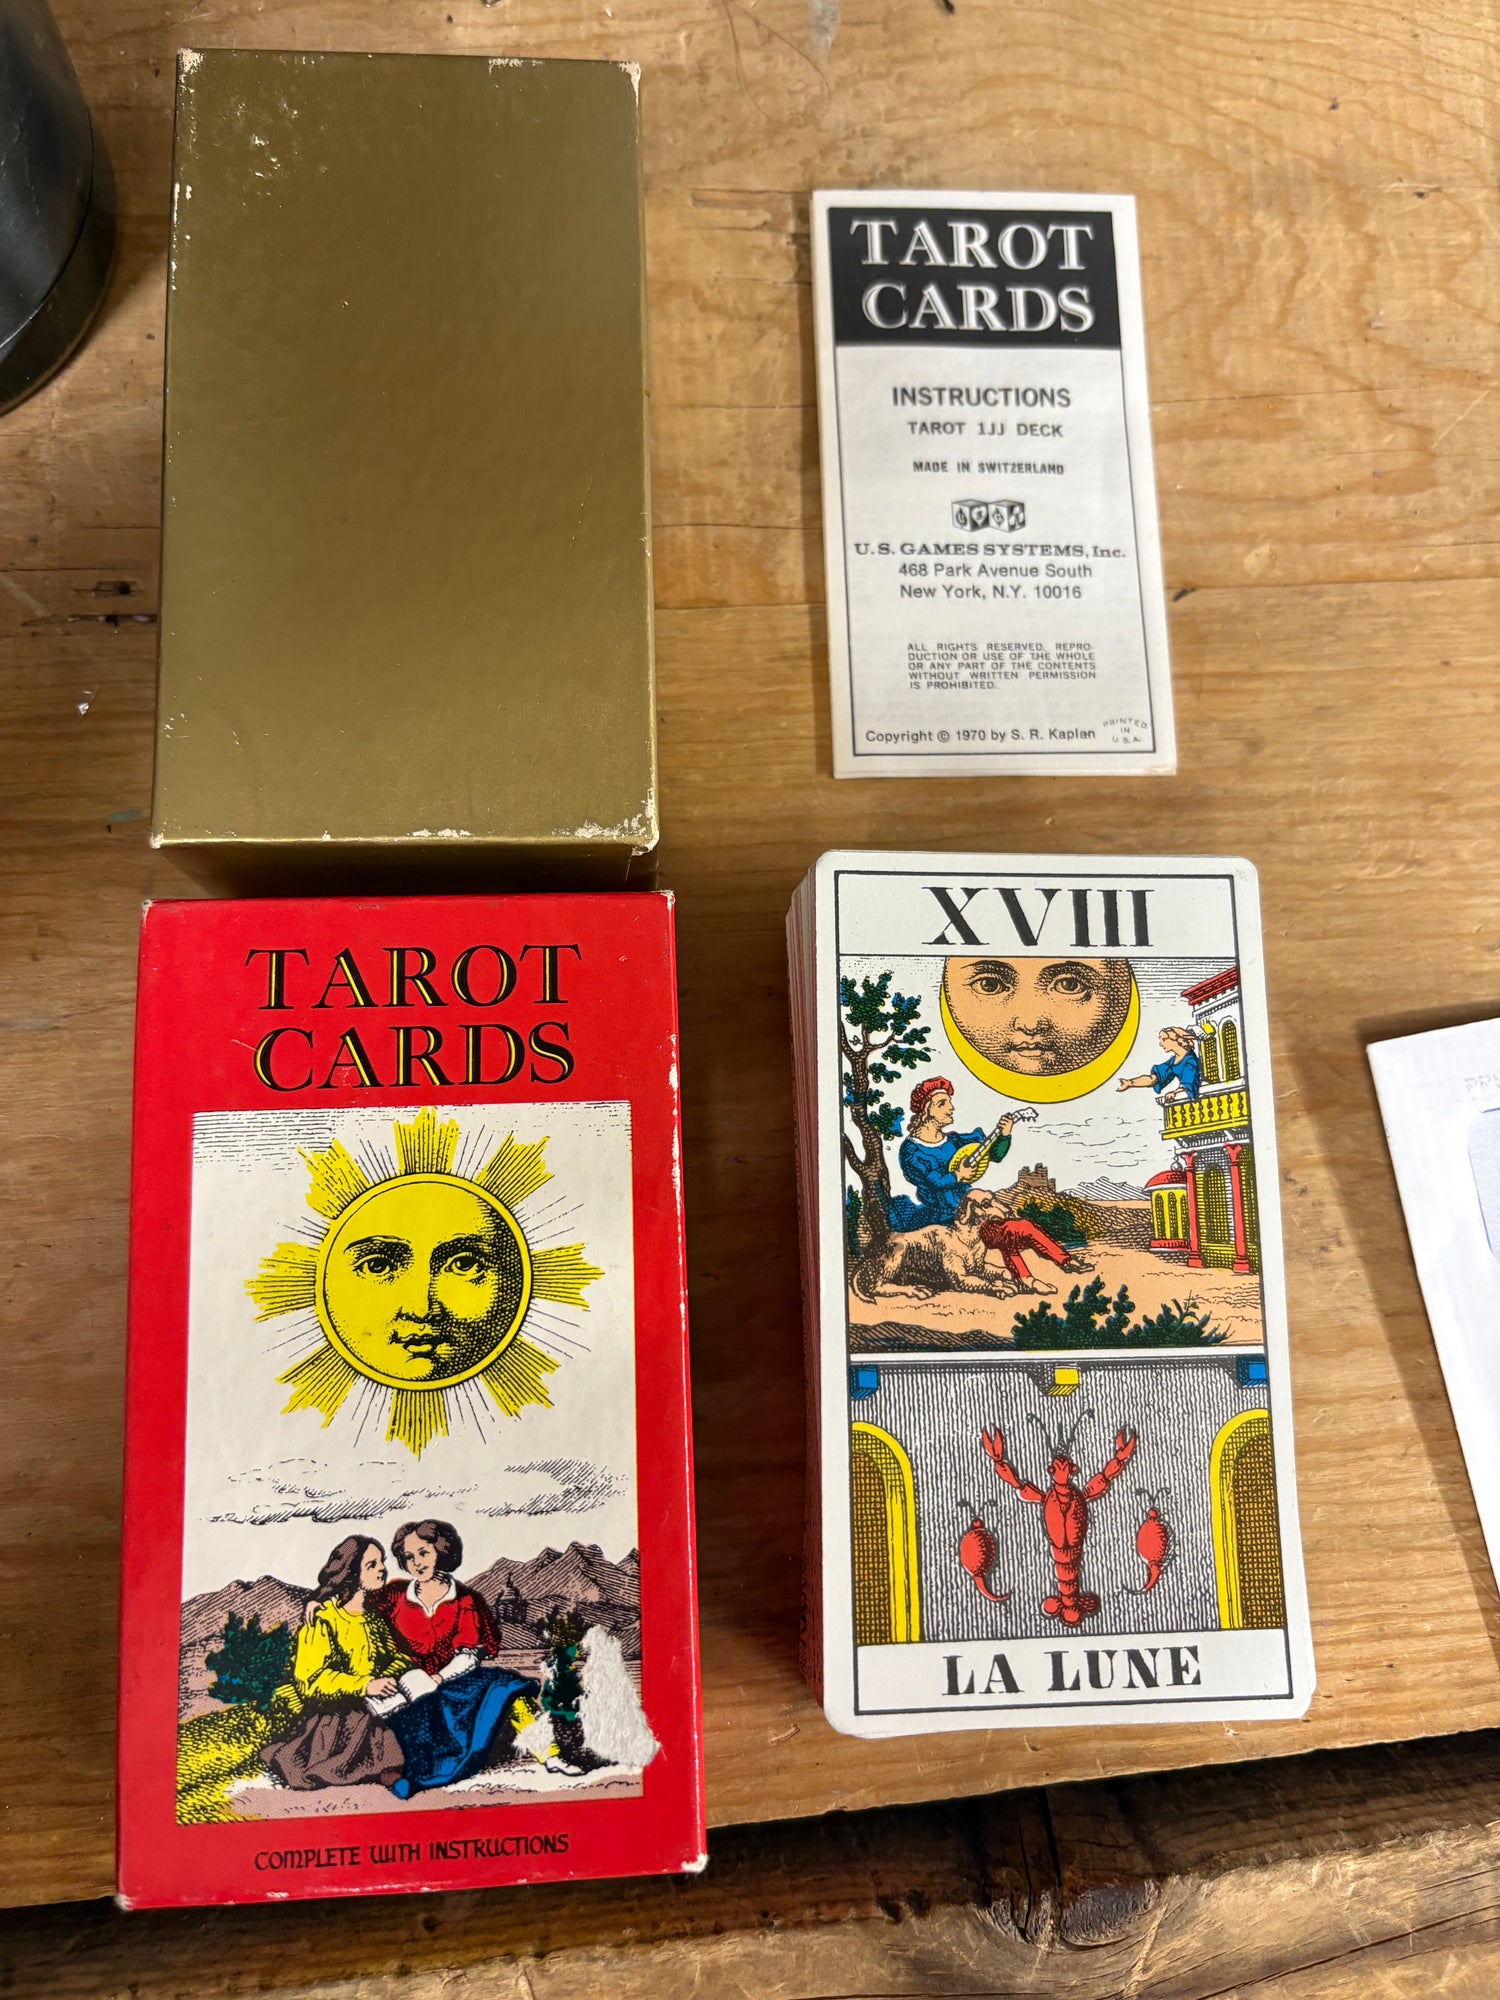 TAROT
CARDS
INSTRUCTIONS
TAROT 1JJ DECK
MADE IN SWITZERLAND
U.S. GAMES SYSTEMS, Inc.
468 Park Avenue South
New York, N.Y. 10016
ALL RIGHTS RESERVED. REPRO-
DUCTION OR USE OF THE WHOLE
OR ANY PART OF THE CONTENTS
WITHOUT WRITTEN PERMISSION
IS PROHIBITED.
Copyright © 1970 by S. R. Kaplan
PRINTED
IN
U.S.A.
TAROT
CARDS
COMPLETE WITH INSTRUCTIONS
XVIII
LA LUNE